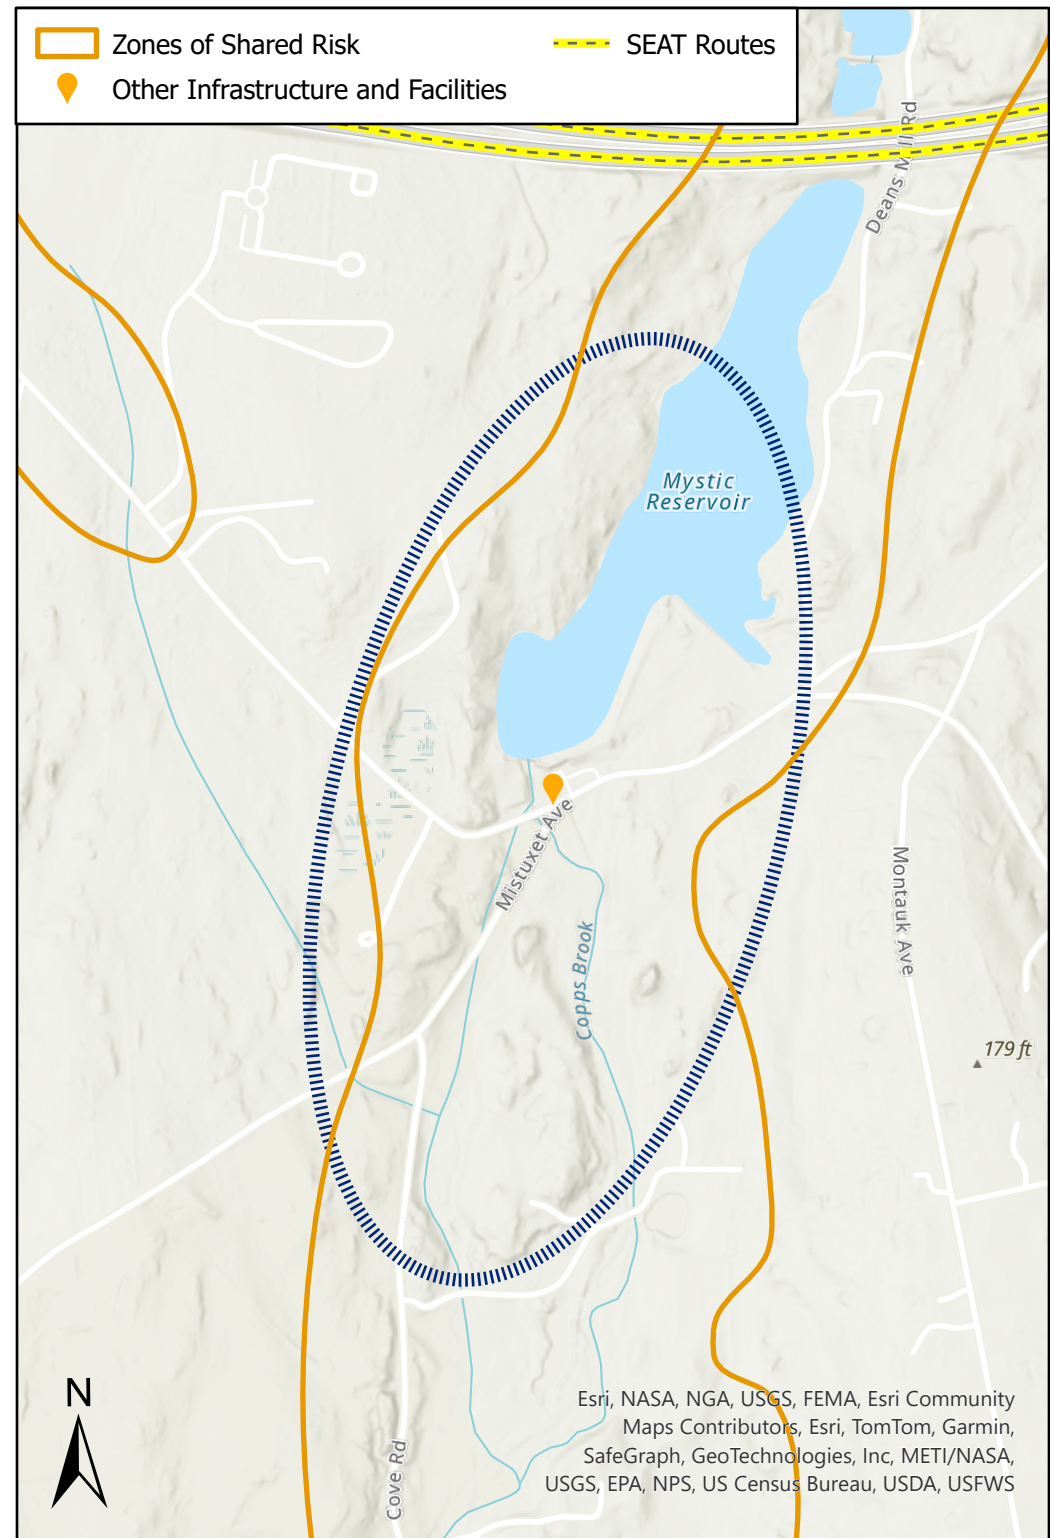 Zones of Shared Risk
SEAT Routes
Other Infrastructure and Facilities
Deans Mill Rd
Mystic
Reservoir
Mistuxet Ave
Montauk Ave
Copps Brook
179 ft
N
Cove Rd
Esri, NASA, NGA, USGS, FEMA, Esri Community
Maps Contributors, Esri, TomTom, Garmin,
SafeGraph, GeoTechnologies, Inc, METI/NASA,
USGS, EPA, NPS, US Census Bureau, USDA, USFWS